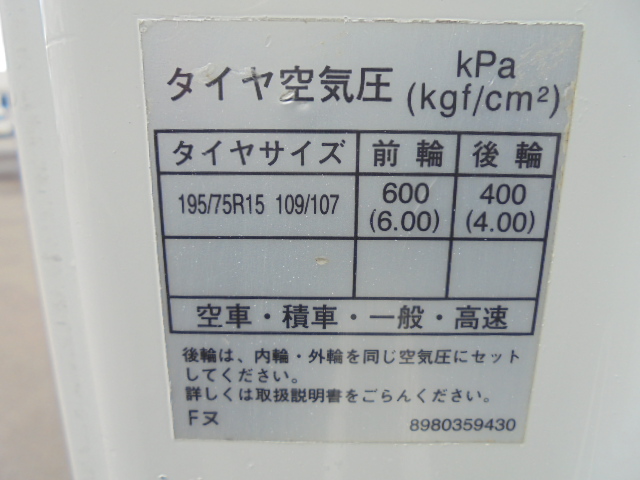 タイヤ空気圧 kPa (kgf/cm²)
タイヤサイズ 前輪 後輪
195/75R15 109/107 600 (6.00) 400 (4.00)
空車・積車・一般・高速
後輪は、内輪・外輪を同じ空気圧にセット
してください。
詳しくは取扱説明書をごらんください。
Fヌ 8980359430